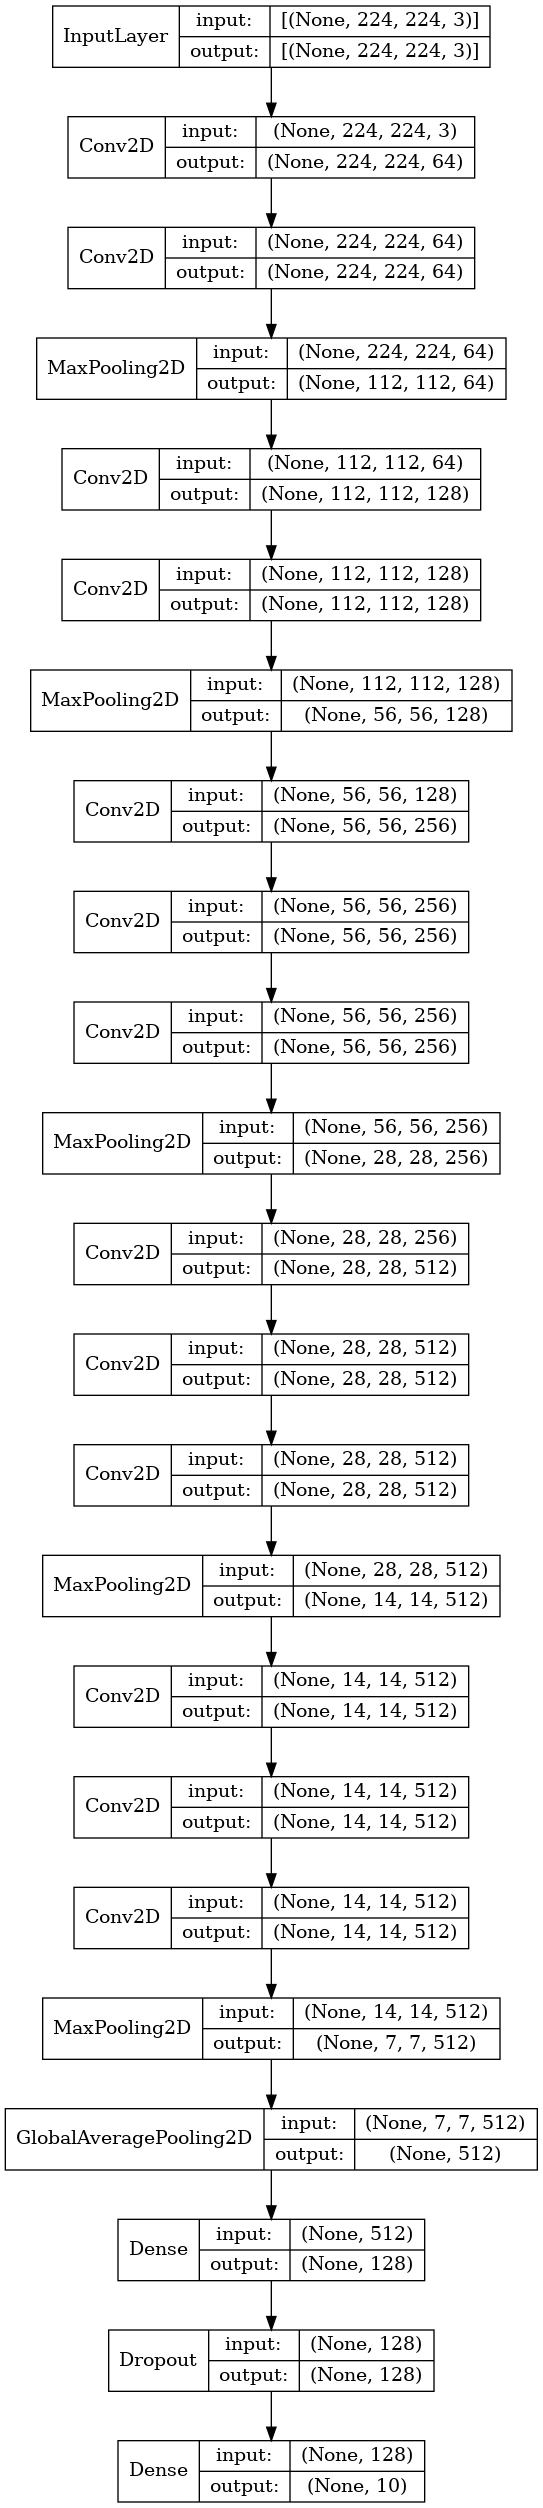 InputLayer
input: [(None, 224, 224, 3)]
output: [(None, 224, 224, 3)]
Conv2D
input: (None, 224, 224, 3)
output: (None, 224, 224, 64)
Conv2D
input: (None, 224, 224, 64)
output: (None, 224, 224, 64)
MaxPooling2D
input: (None, 224, 224, 64)
output: (None, 112, 112, 64)
Conv2D
input: (None, 112, 112, 64)
output: (None, 112, 112, 128)
Conv2D
input: (None, 112, 112, 128)
output: (None, 112, 112, 128)
MaxPooling2D
input: (None, 112, 112, 128)
output: (None, 56, 56, 128)
Conv2D
input: (None, 56, 56, 128)
output: (None, 56, 56, 256)
Conv2D
input: (None, 56, 56, 256)
output: (None, 56, 56, 256)
Conv2D
input: (None, 56, 56, 256)
output: (None, 56, 56, 256)
MaxPooling2D
input: (None, 56, 56, 256)
output: (None, 28, 28, 256)
Conv2D
input: (None, 28, 28, 256)
output: (None, 28, 28, 512)
Conv2D
input: (None, 28, 28, 512)
output: (None, 28, 28, 512)
Conv2D
input: (None, 28, 28, 512)
output: (None, 28, 28, 512)
MaxPooling2D
input: (None, 28, 28, 512)
output: (None, 14, 14, 512)
Conv2D
input: (None, 14, 14, 512)
output: (None, 14, 14, 512)
Conv2D
input: (None, 14, 14, 512)
output: (None, 14, 14, 512)
Conv2D
input: (None, 14, 14, 512)
output: (None, 14, 14, 512)
MaxPooling2D
input: (None, 14, 14, 512)
output: (None, 7, 7, 512)
GlobalAveragePooling2D
input: (None, 7, 7, 512)
output: (None, 512)
Dense
input: (None, 512)
output: (None, 128)
Dropout
input: (None, 128)
output: (None, 128)
Dense
input: (None, 128)
output: (None, 10)